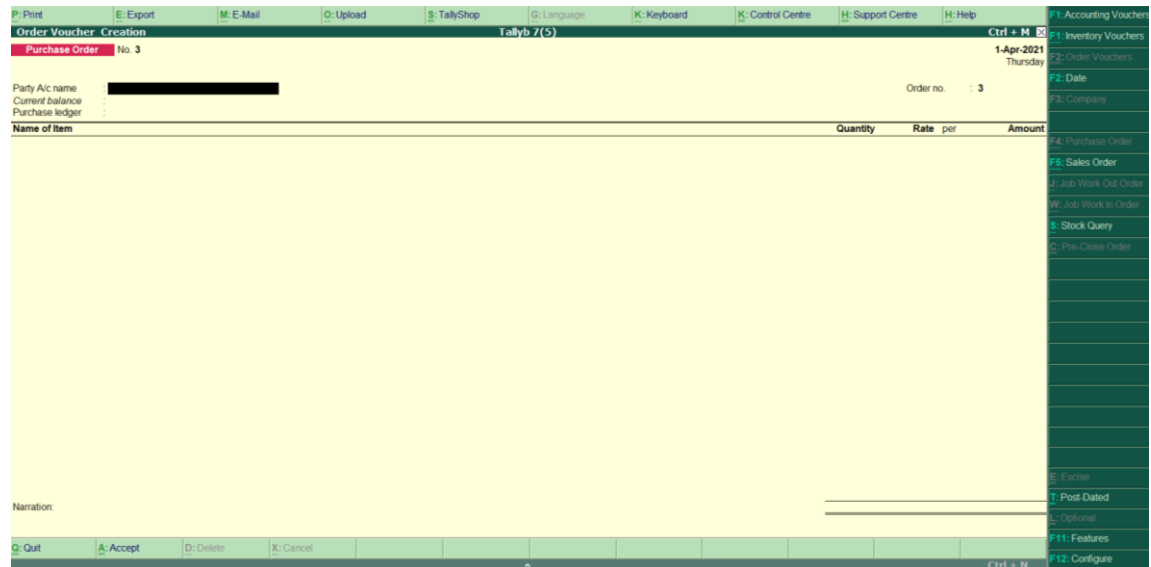 P: Print E: Export M: E-Mail O: Upload S: TallyShop G: Language K: Keyboard K: Control Centre H: Support Centre H: Help
Order Voucher Creation Tallyb 7(5) Ctrl + M
Purchase Order No. 3 1-Apr-2021
Thursday
Party A/c name : Order no. : 3
Current balance :
Purchase ledger :
Name of Item Quantity Rate per Amount
Narration:
Q: Quit A: Accept D: Delete X: Cancel
Ctrl + N
F1: Accounting Vouchers
F1: Inventory Vouchers
F2: Order Vouchers
F2: Date
F3: Company
F4: Purchase Order
F5: Sales Order
J: Job Work Out Order
W: Job Work In Order
S: Stock Query
C: Pre-Close Order
E: Excise
T: Post-Dated
L: Optional
F11: Features
F12: Configure